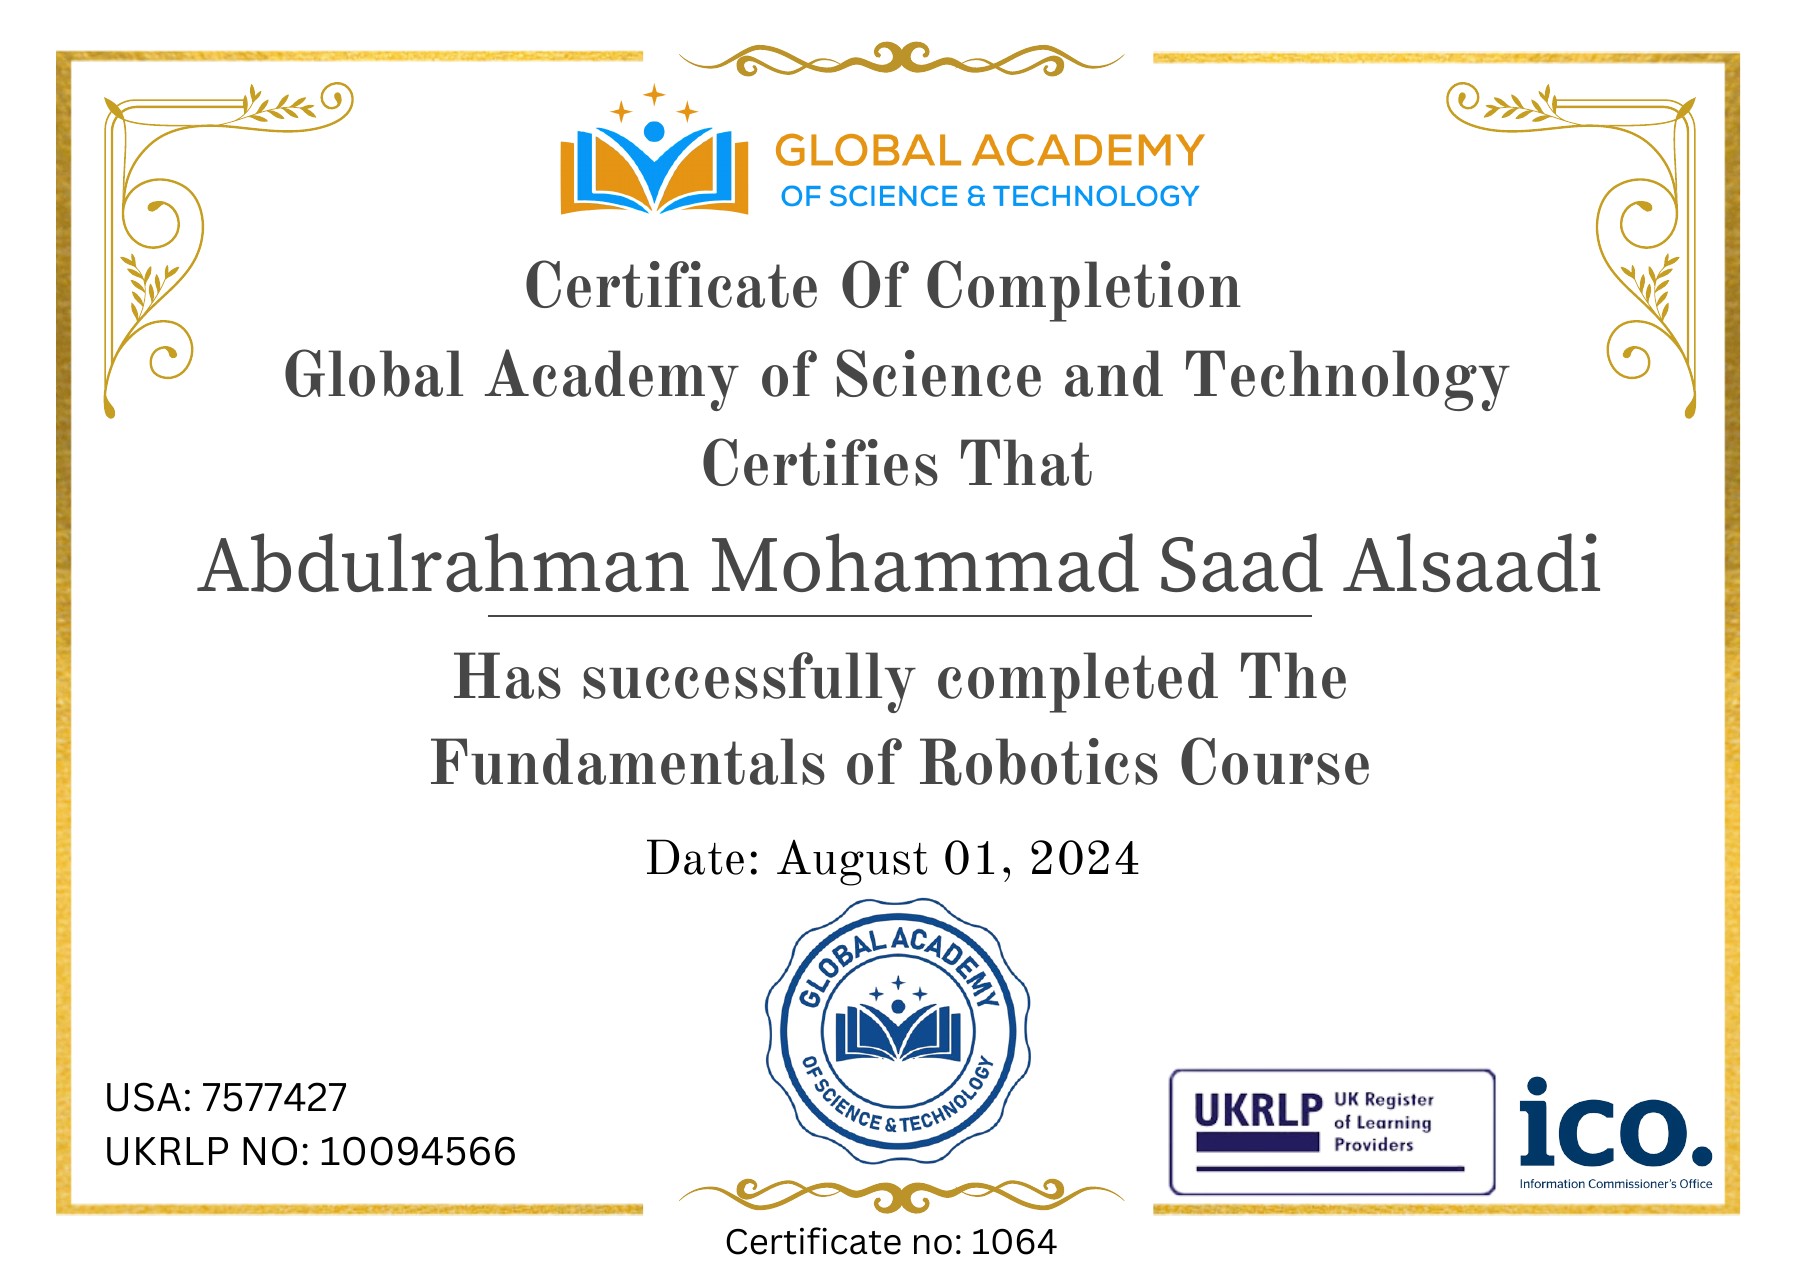 GLOBAL ACADEMY
OF SCIENCE & TECHNOLOGY
Certificate Of Completion
Global Academy of Science and Technology
Certifies That
Abdulrahman Mohammad Saad Alsaadi
Has successfully completed The
Fundamentals of Robotics Course
Date: August 01, 2024
GLOBAL ACADEMY
OF SCIENCE & TECHNOLOGY
USA: 7577427
UKRLP NO: 10094566
UKRLP
UK Register
of Learning
Providers
ico.
Information Commissioner's Office
Certificate no: 1064